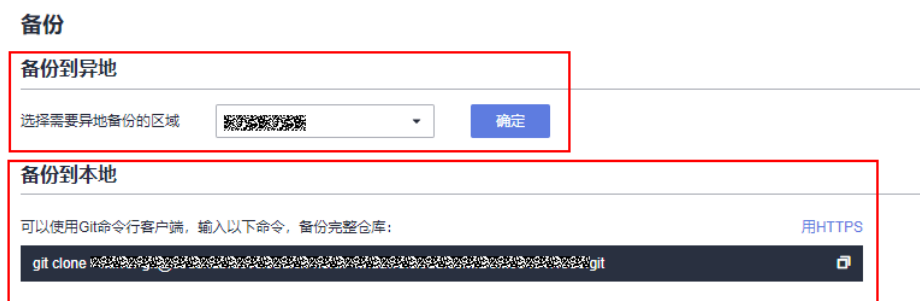 备份
备份到异地
选择需要异地备份的区域 确定
备份到本地
可以使用Git命令行客户端，输入以下命令，备份完整仓库： 用HTTPS
git clone git